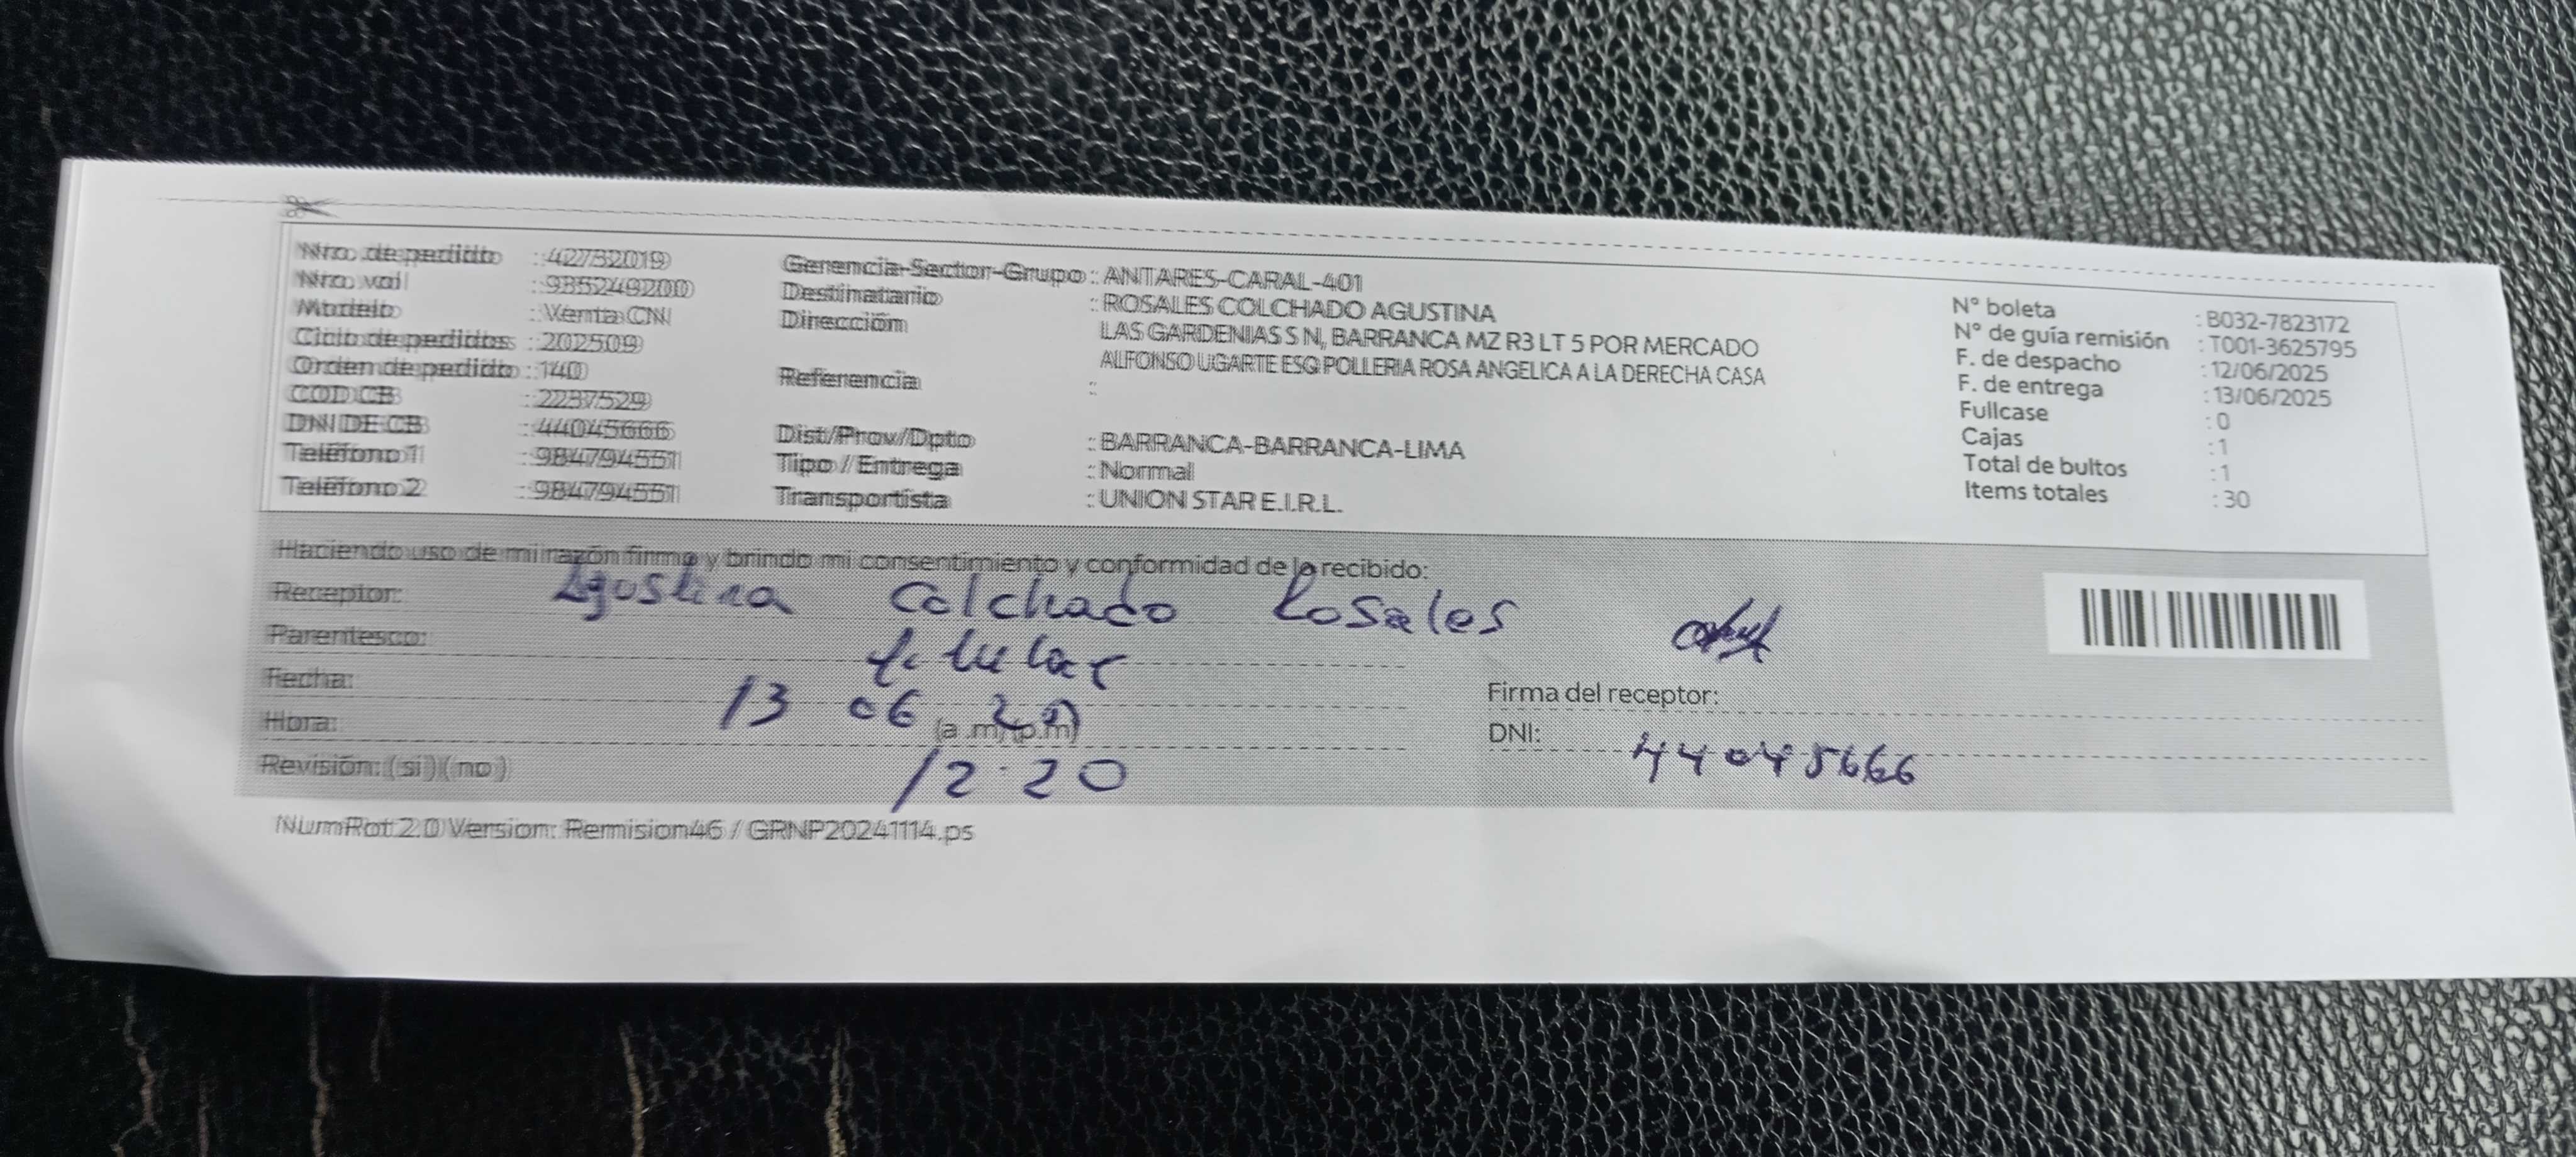 Nro. de pedido : 42732019
Nro. vol : 985249200
Modelo : Venta CN
Ciclo de pedidos : 202509
Orden de pedido : 140
COD CB : 2237529
DNI DE CB : 44045666
Teléfono 1 : 984794551
Teléfono 2 : 984794551
Gerencia-Sector-Grupo : ANTARES-CARAL-401
Destinatario : ROSALES COLCHADO AGUSTINA
Dirección LAS GARDENIAS S N, BARRANCA MZ R3 LT 5 POR MERCADO
ALFONSO UGARTE ESQ POLLERIA ROSA ANGELICA A LA DERECHA CASA
Referencia :
Dist/Prov/Dpto : BARRANCA-BARRANCA-LIMA
Tipo / Entrega : Normal
Transportista : UNION STAR E.I.R.L.
N° boleta : B032-7823172
N° de guía remisión : T001-3625795
F. de despacho : 12/06/2025
F. de entrega : 13/06/2025
Fullcase : 0
Cajas : 1
Total de bultos : 1
Items totales : 30
Haciendo uso de mi razón firmo y brindo mi consentimiento y conformidad de lo recibido:
Receptor: Agustina Colchado Rosales
Parentesco: titular
Fecha: 13 06
Hora: (a .m) (p.m)
12:20
Revisión: (si) (no)
Firma del receptor:
DNI: 44045666
NumRot 2.0 Version: Remision46 / GRNP20241114.ps